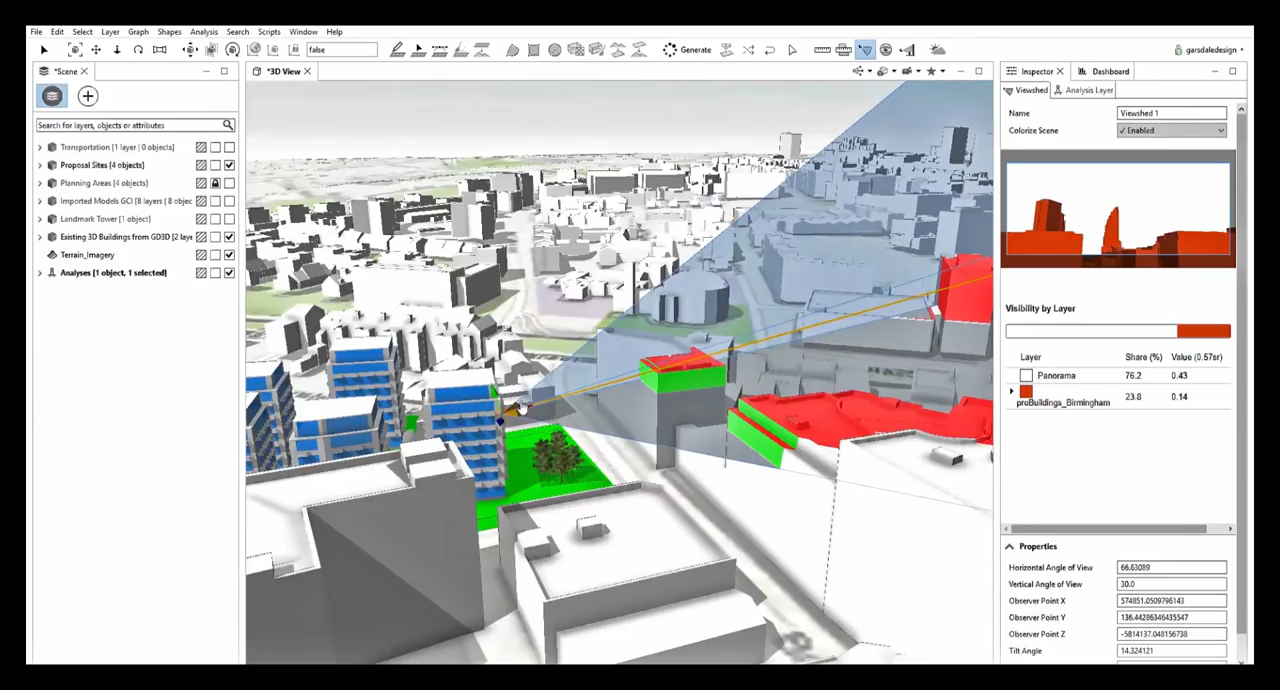 File Edit Select Layer Graph Shapes Analysis Search Scripts Window Help
false
Generate
garsdaledesign
*Scene
*3D View
Inspector
Dashboard
Viewshed
Analysis Layer
Search for layers, objects or attributes
Transportation [1 layer | 0 objects]
Proposal Sites [4 objects]
Planning Areas [4 objects]
Imported Models GCI [8 layers | 8 objec
Landmark Tower [1 object]
Existing 3D Buildings from GD3D [2 laye
Terrain_Imagery
Analyses [1 object, 1 selected]
Name Viewshed 1
Colorize Scene ✓ Enabled
Visibility by Layer
Layer Share (%) Value (0.57sr)
Panorama 76.2 0.43
proBuildings_Birmingham 23.8 0.14
Properties
Horizontal Angle of View 66.63089
Vertical Angle of View 30.0
Observer Point X 574851.0509796143
Observer Point Y 136.44286346435547
Observer Point Z -5814137.048156738
Tilt Angle 14.324121